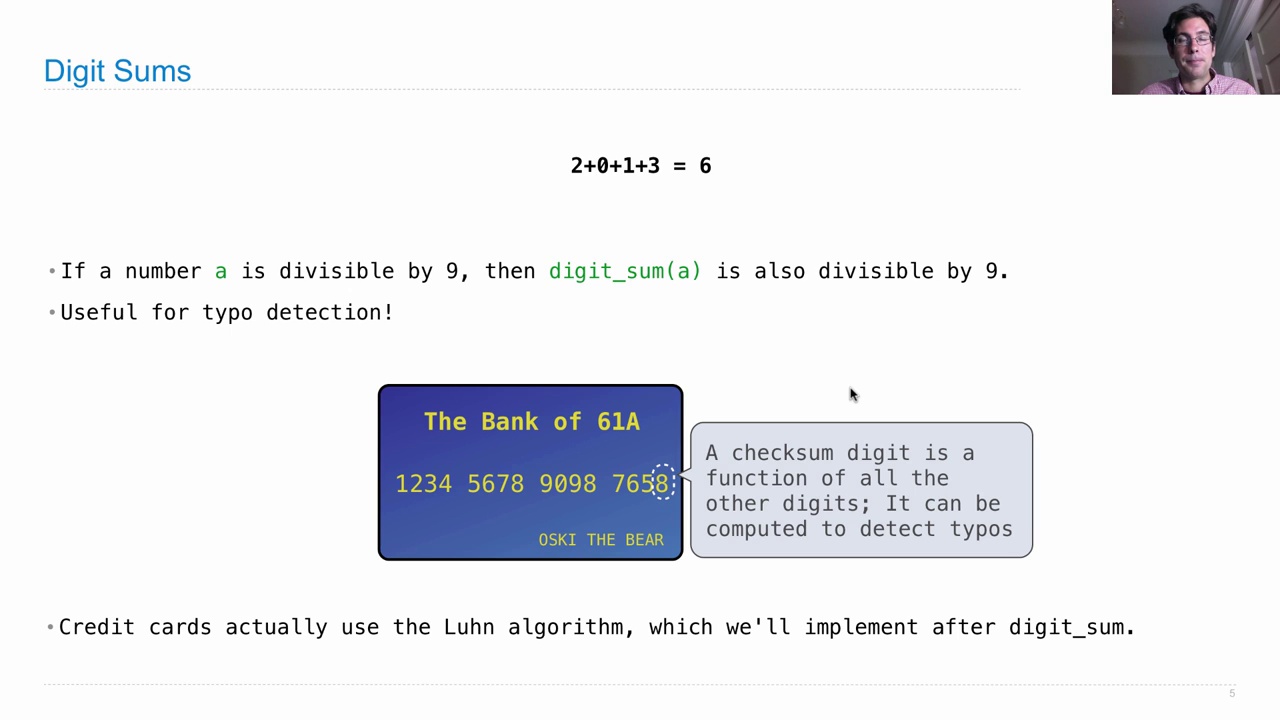 Digit Sums
2+0+1+3 = 6
•If a number a is divisible by 9, then digit_sum(a) is also divisible by 9.
•Useful for typo detection!
The Bank of 61A
1234 5678 9098 7658
OSKI THE BEAR
A checksum digit is a
function of all the
other digits; It can be
computed to detect typos
•Credit cards actually use the Luhn algorithm, which we'll implement after digit_sum.
5